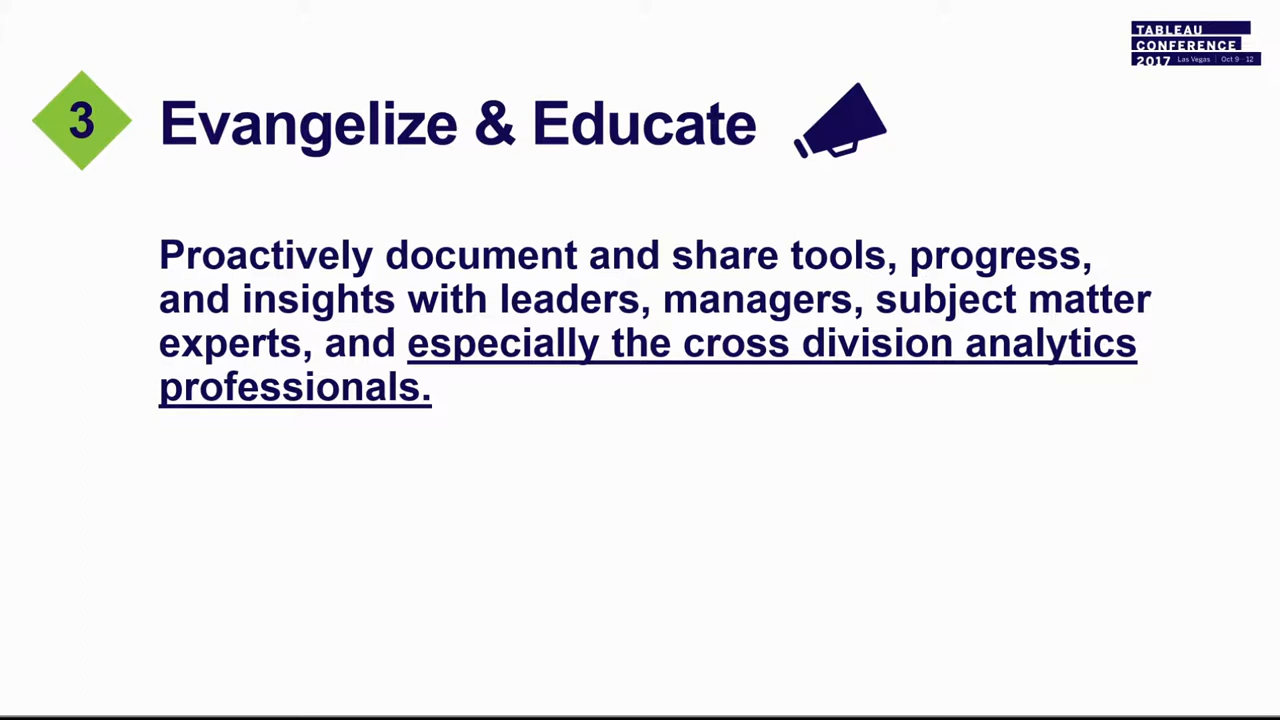 TABLEAU
CONFERENCE
2017 Las Vegas | Oct 9 - 12
3 Evangelize & Educate
Proactively document and share tools, progress,
and insights with leaders, managers, subject matter
experts, and especially the cross division analytics
professionals.